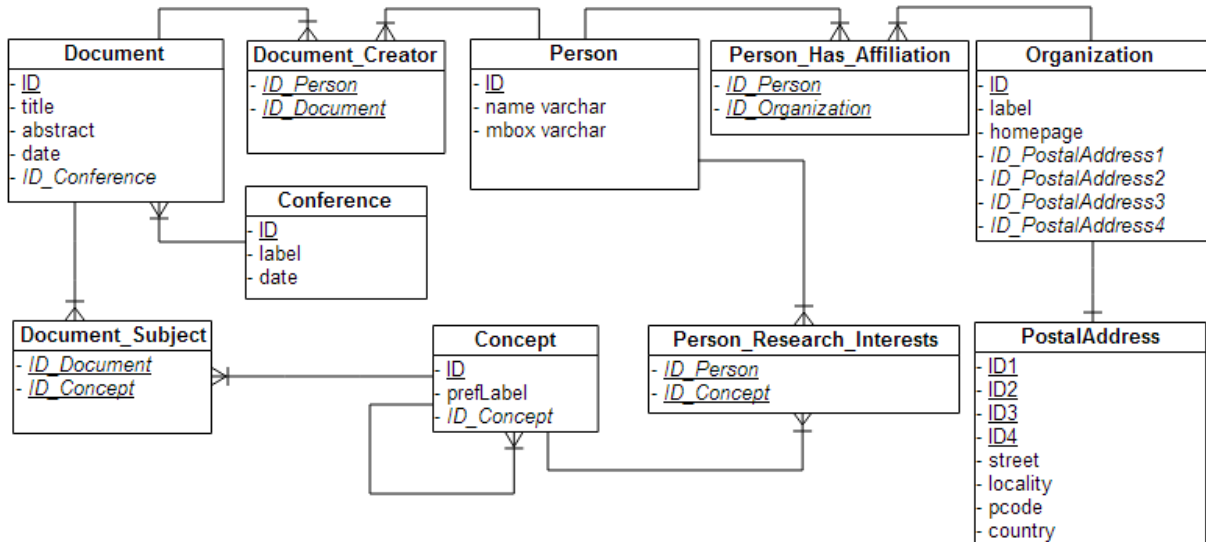 Document
- ID
- title
- abstract
- date
- ID_Conference
Document_Creator
- ID_Person
- ID_Document
Person
- ID
- name varchar
- mbox varchar
Person_Has_Affiliation
- ID_Person
- ID_Organization
Organization
- ID
- label
- homepage
- ID_PostalAddress1
- ID_PostalAddress2
- ID_PostalAddress3
- ID_PostalAddress4
Conference
- ID
- label
- date
Document_Subject
- ID_Document
- ID_Concept
Concept
- ID
- prefLabel
- ID_Concept
Person_Research_Interests
- ID_Person
- ID_Concept
PostalAddress
- ID1
- ID2
- ID3
- ID4
- street
- locality
- pcode
- country